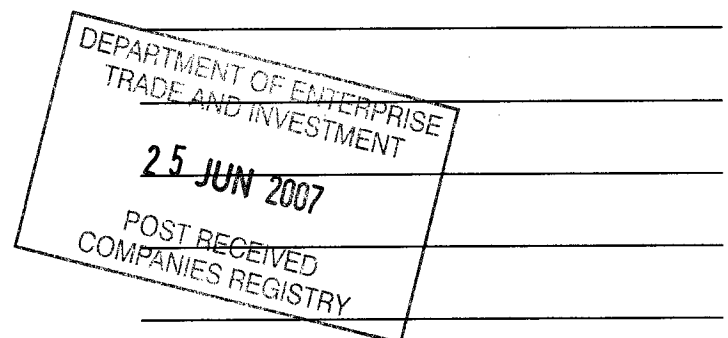 DEPARTMENT OF ENTERPRISE
TRADE AND INVESTMENT
25 JUN 2007
POST RECEIVED
COMPANIES REGISTRY